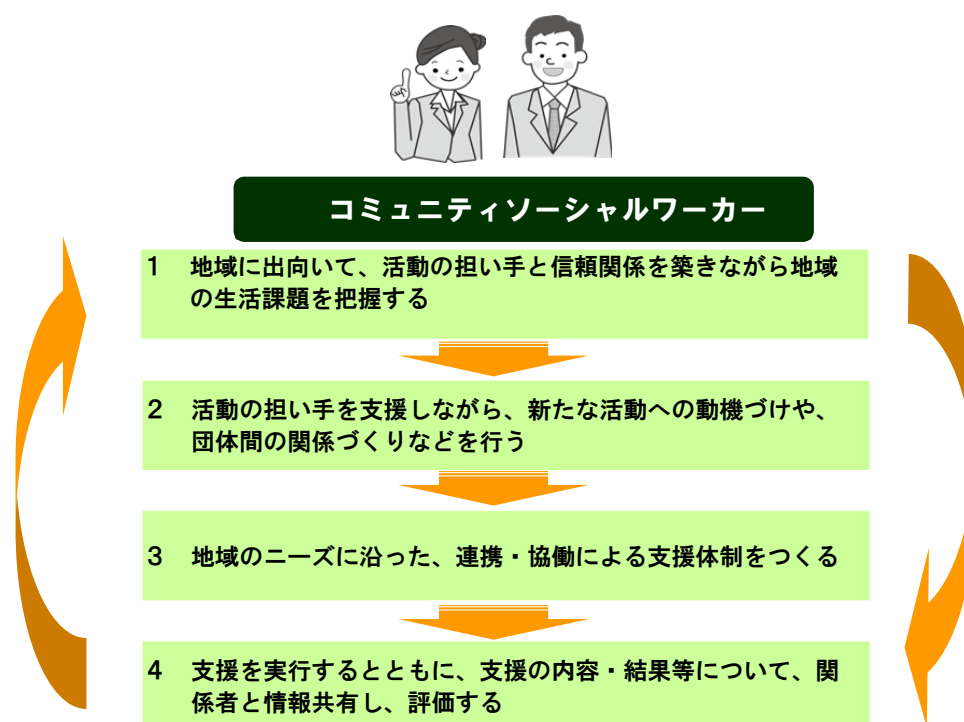 コミュニティソーシャルワーカー
1 地域に出向いて、活動の担い手と信頼関係を築きながら地域
の生活課題を把握する
2 活動の担い手を支援しながら、新たな活動への動機づけや、
団体間の関係づくりなどを行う
3 地域のニーズに沿った、連携・協働による支援体制をつくる
4 支援を実行するとともに、支援の内容・結果等について、関
係者と情報共有し、評価する